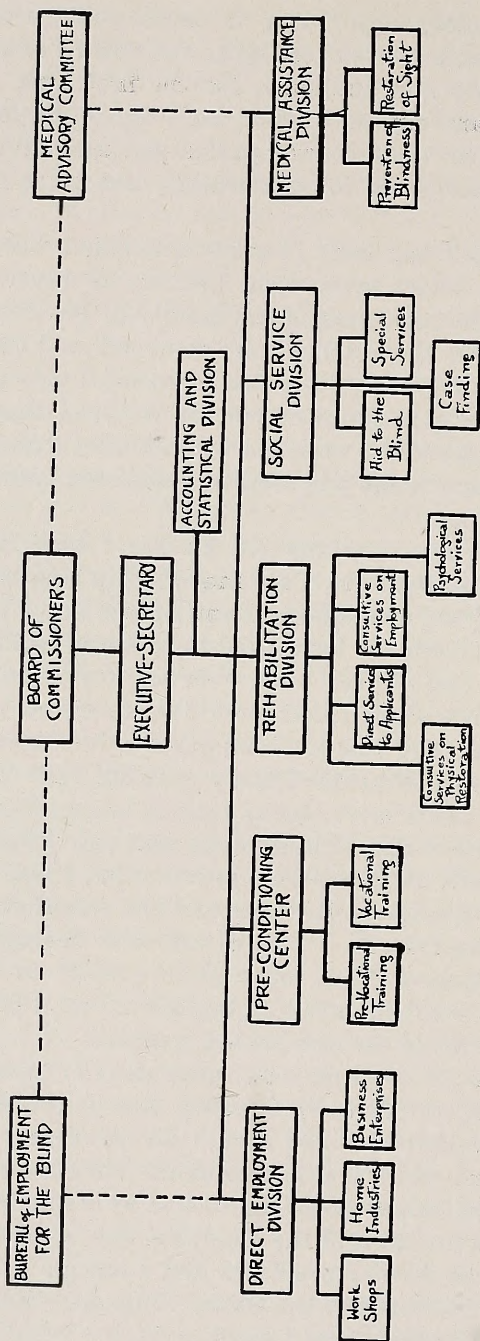 BUREAU of EMPLOYMENT
FOR THE BLIND
BOARD OF
COMMISSIONERS
MEDICAL
ADVISORY COMMITTEE
EXECUTIVE-SECRETARY
ACCOUNTING AND
STATISTICAL DIVISION
DIRECT EMPLOYMENT
DIVISION
PRE-CONDITIONING
CENTER
REHABILITATION
DIVISION
SOCIAL SERVICE
DIVISION
MEDICAL ASSISTANCE
DIVISION
Work
Shops
Home
Industries
Business
Enterprises
Pre-Vocational
Training
Vocational
Training
Consultive
Services on
Physical
Restoration
Direct Service
to Applicants
Consultive
Services on
Employment
Psychological
Services
Aid to the
Blind
Special
Services
Case
Finding
Prevention of
Blindness
Restoration
of Sight